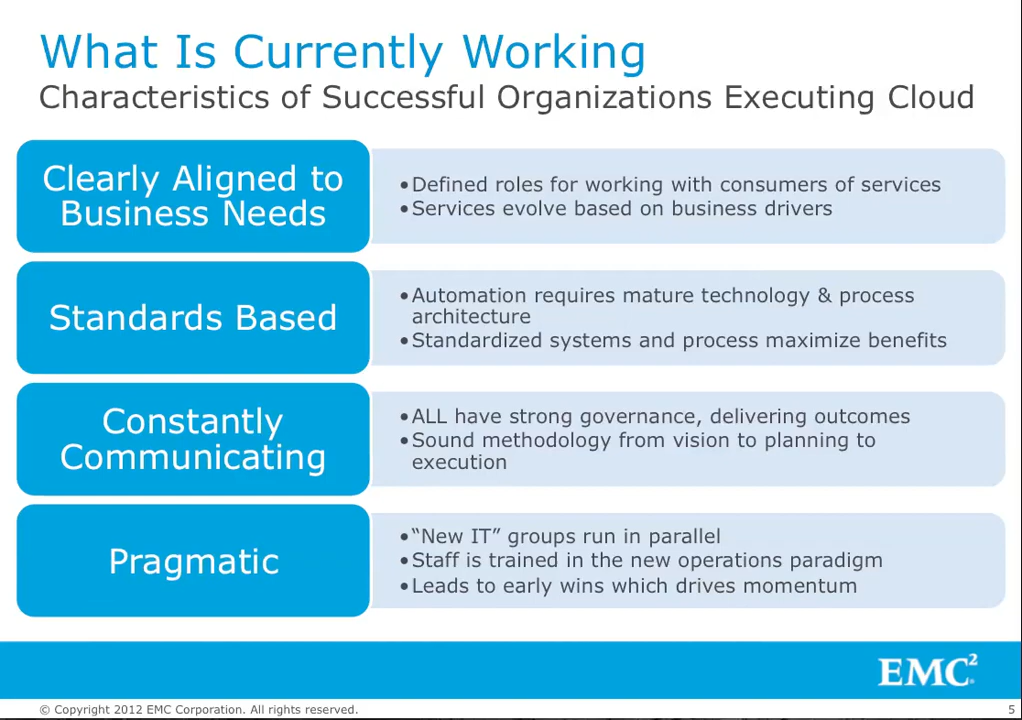 What Is Currently Working
Characteristics of Successful Organizations Executing Cloud
Clearly Aligned to
Business Needs
•Defined roles for working with consumers of services
•Services evolve based on business drivers
Standards Based
•Automation requires mature technology & process
architecture
•Standardized systems and process maximize benefits
Constantly
Communicating
•ALL have strong governance, delivering outcomes
•Sound methodology from vision to planning to
execution
Pragmatic
•“New IT” groups run in parallel
•Staff is trained in the new operations paradigm
•Leads to early wins which drives momentum
EMC²
© Copyright 2012 EMC Corporation. All rights reserved.
5